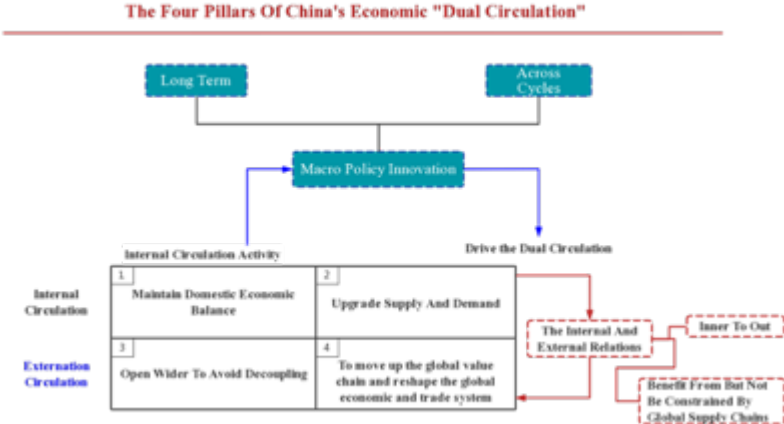 The Four Pillars Of China's Economic "Dual Circulation"
Long Term
Across
Cycles
Macro Policy Innovation
Internal Circulation Activity
Drive the Dual Circulation
Internal
Circulation
1
Maintain Domestic Economic
Balance
2
Upgrade Supply And Demand
Externation
Circulation
3
Open Wider To Avoid Decoupling
4
To move up the global value
chain and reshape the global
economic and trade system
The Internal And
External Relations
Inner To Out
Benefit From But Not
Be Constrained By
Global Supply Chains